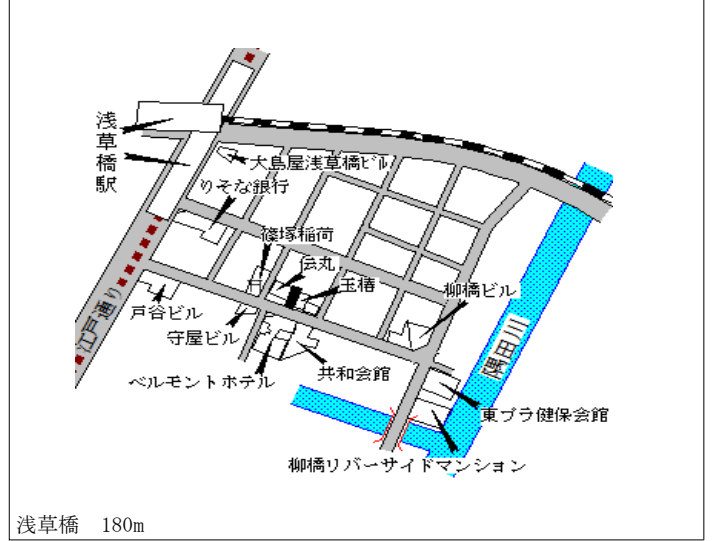 浅草橋駅
大島屋浅草橋ビル
りそな銀行
篠塚稲荷
伝丸
玉椿
柳橋ビル
江戸通り
戸谷ビル
守屋ビル
隅田川
ベルモントホテル
共和会館
東プラ健保会館
柳橋リバーサイドマンション
浅草橋　180m